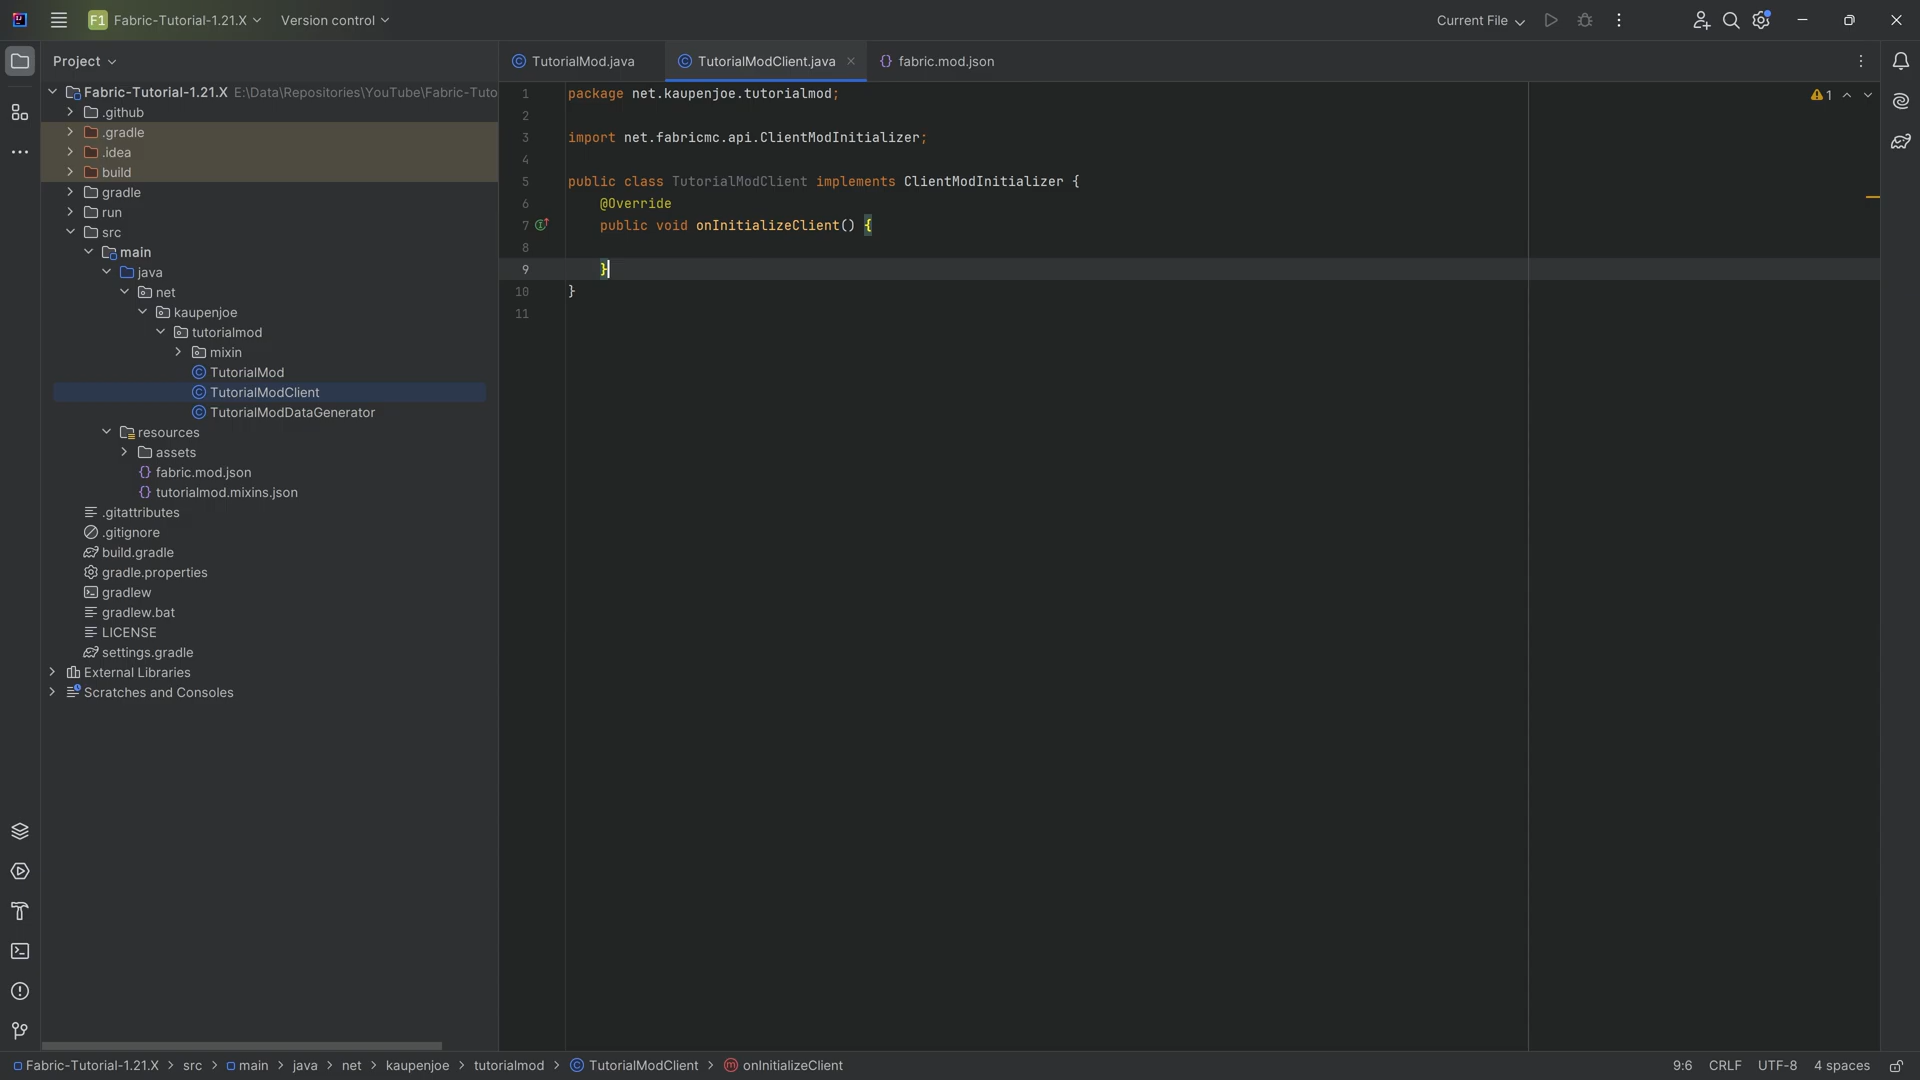 F1 Fabric-Tutorial-1.21.X Version control Current File
Project
Fabric-Tutorial-1.21.X E:\Data\Repositories\YouTube\Fabric-Tuto
.github
.gradle
.idea
build
gradle
run
src
main
java
net
kaupenjoe
tutorialmod
mixin
TutorialMod
TutorialModClient
TutorialModDataGenerator
resources
assets
fabric.mod.json
tutorialmod.mixins.json
.gitattributes
.gitignore
build.gradle
gradle.properties
gradlew
gradlew.bat
LICENSE
settings.gradle
External Libraries
Scratches and Consoles
TutorialMod.java TutorialModClient.java fabric.mod.json
1 package net.kaupenjoe.tutorialmod; 1
2
3 import net.fabricmc.api.ClientModInitializer;
4
5 public class TutorialModClient implements ClientModInitializer {
6 @Override
7 public void onInitializeClient() {
8
9 }
10 }
11
Fabric-Tutorial-1.21.X > src > main > java > net > kaupenjoe > tutorialmod > TutorialModClient > onInitializeClient 9:6 CRLF UTF-8 4 spaces